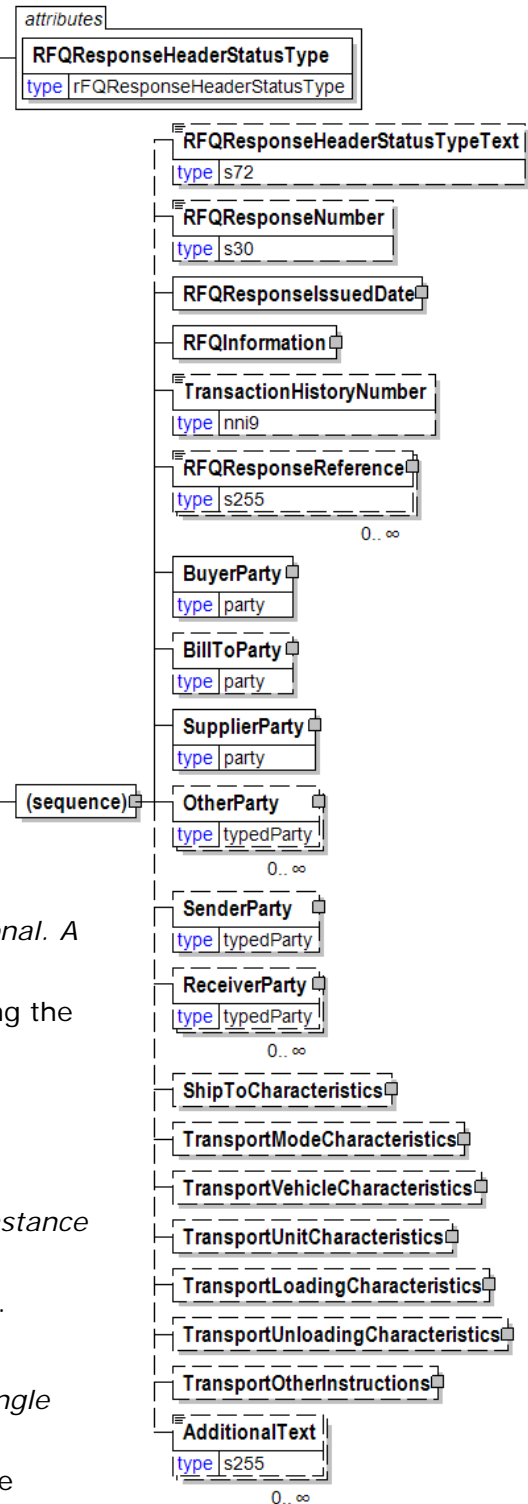 attributes
RFQResponseHeaderStatusType
type rFQResponseHeaderStatusType
RFQResponseHeaderStatusTypeText
type s72
RFQResponseNumber
type s30
RFQResponseIssuedDate
RFQInformation
TransactionHistoryNumber
type nni9
RFQResponseReference
type s255
0.. ∞
BuyerParty
type party
BillToParty
type party
SupplierParty
type party
(sequence)
OtherParty
type typedParty
0.. ∞
SenderParty
type typedParty
ReceiverParty
type typedParty
0.. ∞
ShipToCharacteristics
TransportModeCharacteristics
TransportVehicleCharacteristics
TransportUnitCharacteristics
TransportLoadingCharacteristics
TransportUnloadingCharacteristics
TransportOtherInstructions
AdditionalText
type s255
0.. ∞
nal. A
ng the
nstance
.
ngle
e